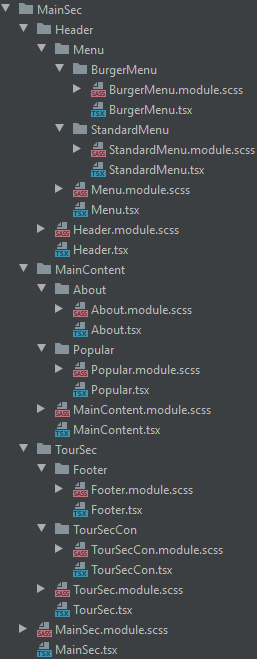 MainSec
Header
Menu
BurgerMenu
BurgerMenu.module.scss
BurgerMenu.tsx
StandardMenu
StandardMenu.module.scss
StandardMenu.tsx
Menu.module.scss
Menu.tsx
Header.module.scss
Header.tsx
MainContent
About
About.module.scss
About.tsx
Popular
Popular.module.scss
Popular.tsx
MainContent.module.scss
MainContent.tsx
TourSec
Footer
Footer.module.scss
Footer.tsx
TourSecCon
TourSecCon.module.scss
TourSecCon.tsx
TourSec.module.scss
TourSec.tsx
MainSec.module.scss
MainSec.tsx